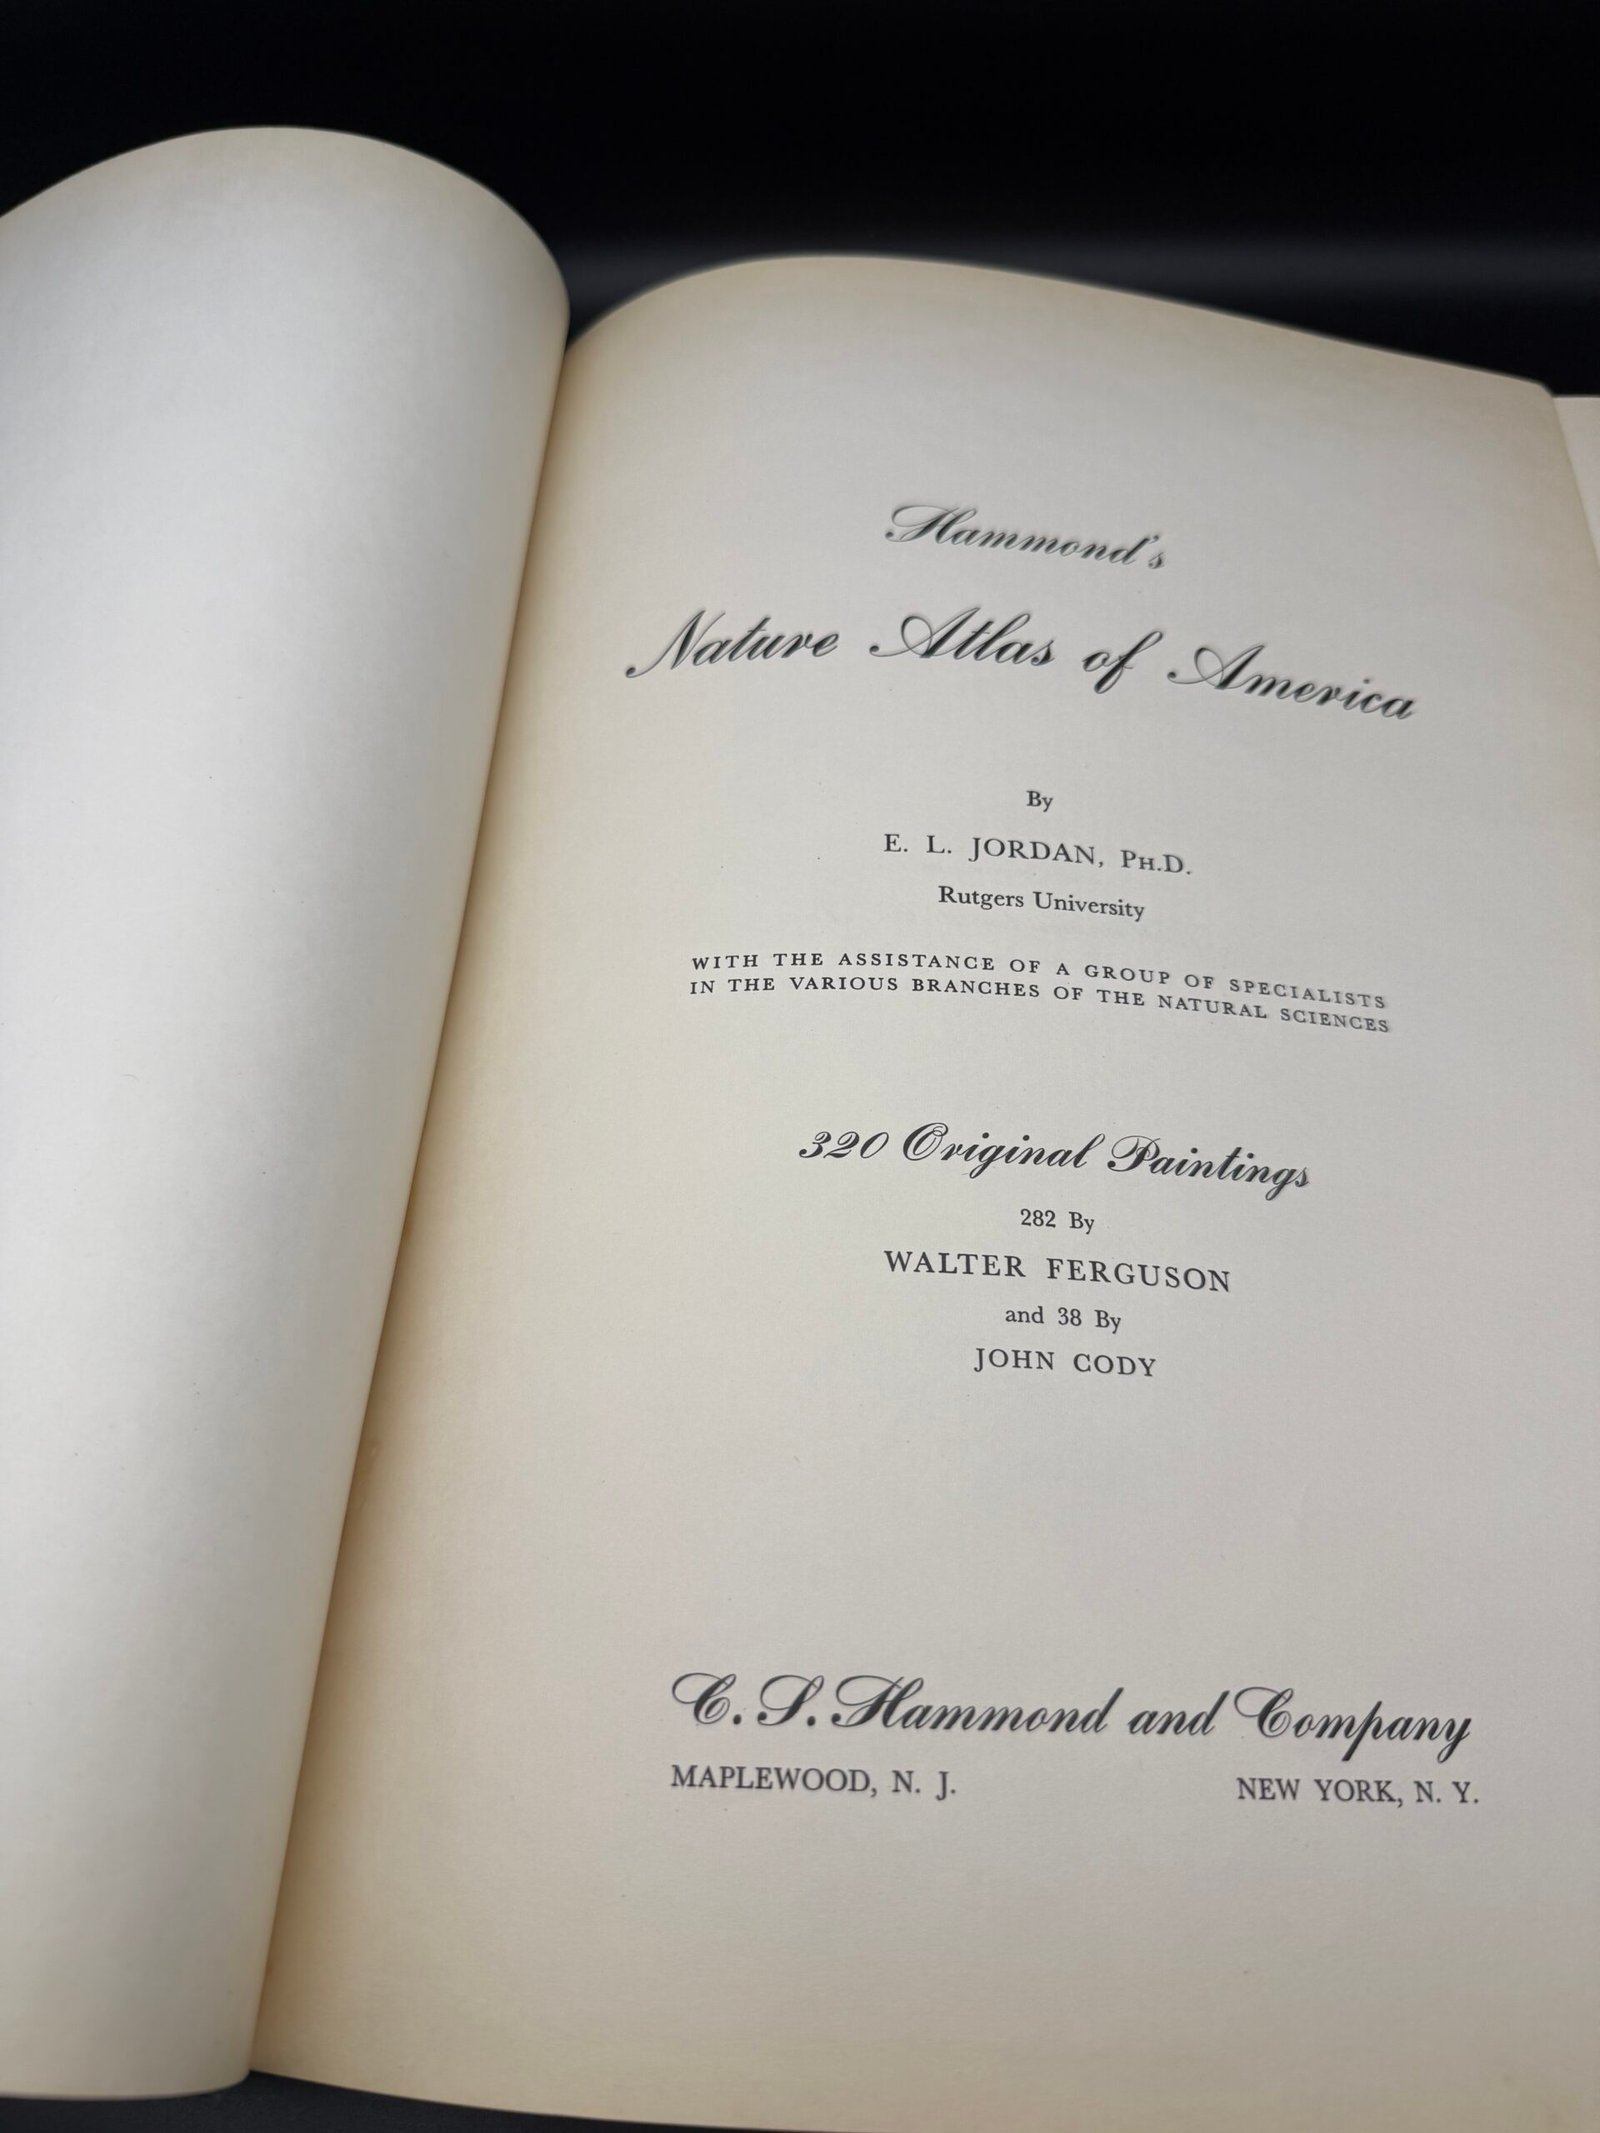 Hammond's
Nature Atlas of America
By
E. L. JORDAN, PH.D.
Rutgers University
WITH THE ASSISTANCE OF A GROUP OF SPECIALISTS
IN THE VARIOUS BRANCHES OF THE NATURAL SCIENCES
320 Original Paintings
282 By
WALTER FERGUSON
and 38 By
JOHN CODY
C. S. Hammond and Company
MAPLEWOOD, N. J. NEW YORK, N. Y.